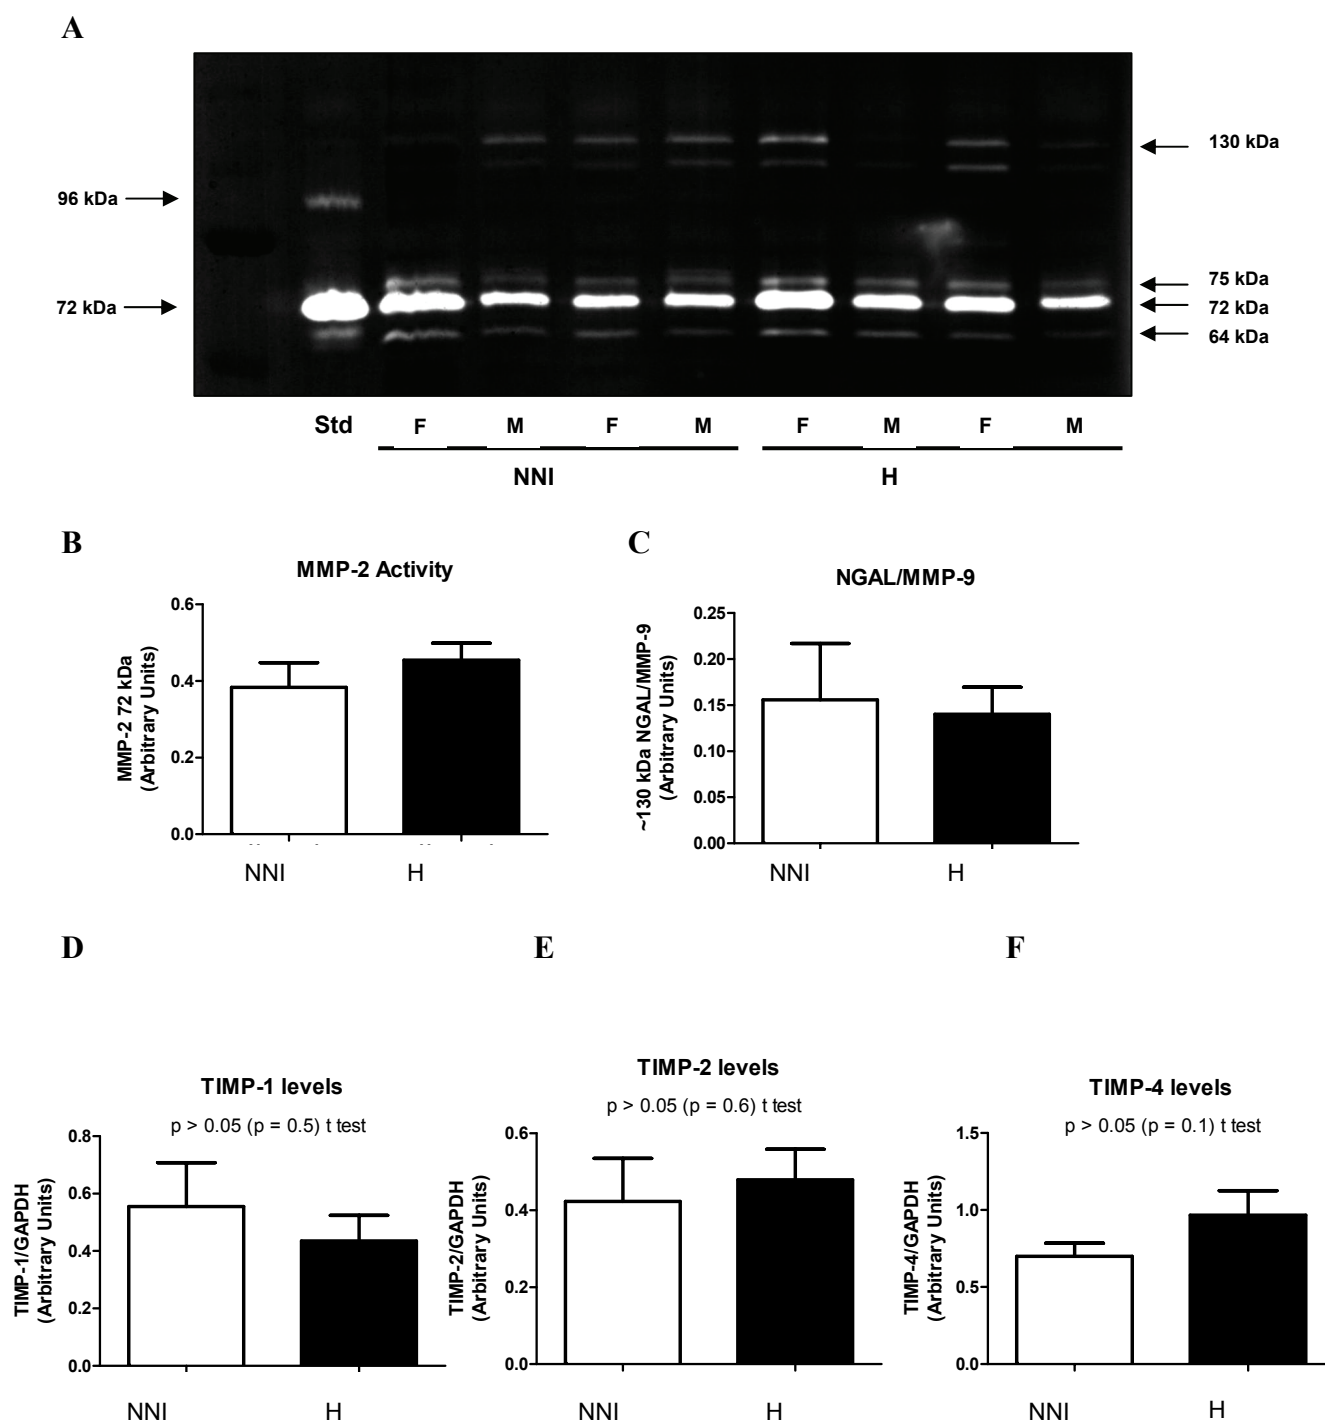 A
96 kDa
72 kDa
130 kDa
75 kDa
72 kDa
64 kDa
Std F M F M F M F M
NNI H
B
MMP-2 Activity
MMP-2 72 kDa
(Arbitrary Units)
0.6
0.4
0.2
0.0
NNI H
C
NGAL/MMP-9
~130 kDa NGAL/MMP-9
(Arbitrary Units)
0.25
0.20
0.15
0.10
0.05
0.00
NNI H
D
TIMP-1 levels
p > 0.05 (p = 0.5) t test
TIMP-1/GAPDH
(Arbitrary Units)
0.8
0.6
0.4
0.2
0.0
NNI H
E
TIMP-2 levels
p > 0.05 (p = 0.6) t test
TIMP-2/GAPDH
(Arbitrary Units)
0.6
0.4
0.2
0.0
NNI H
F
TIMP-4 levels
p > 0.05 (p = 0.1) t test
TIMP-4/GAPDH
(Arbitrary Units)
1.5
1.0
0.5
0.0
NNI H